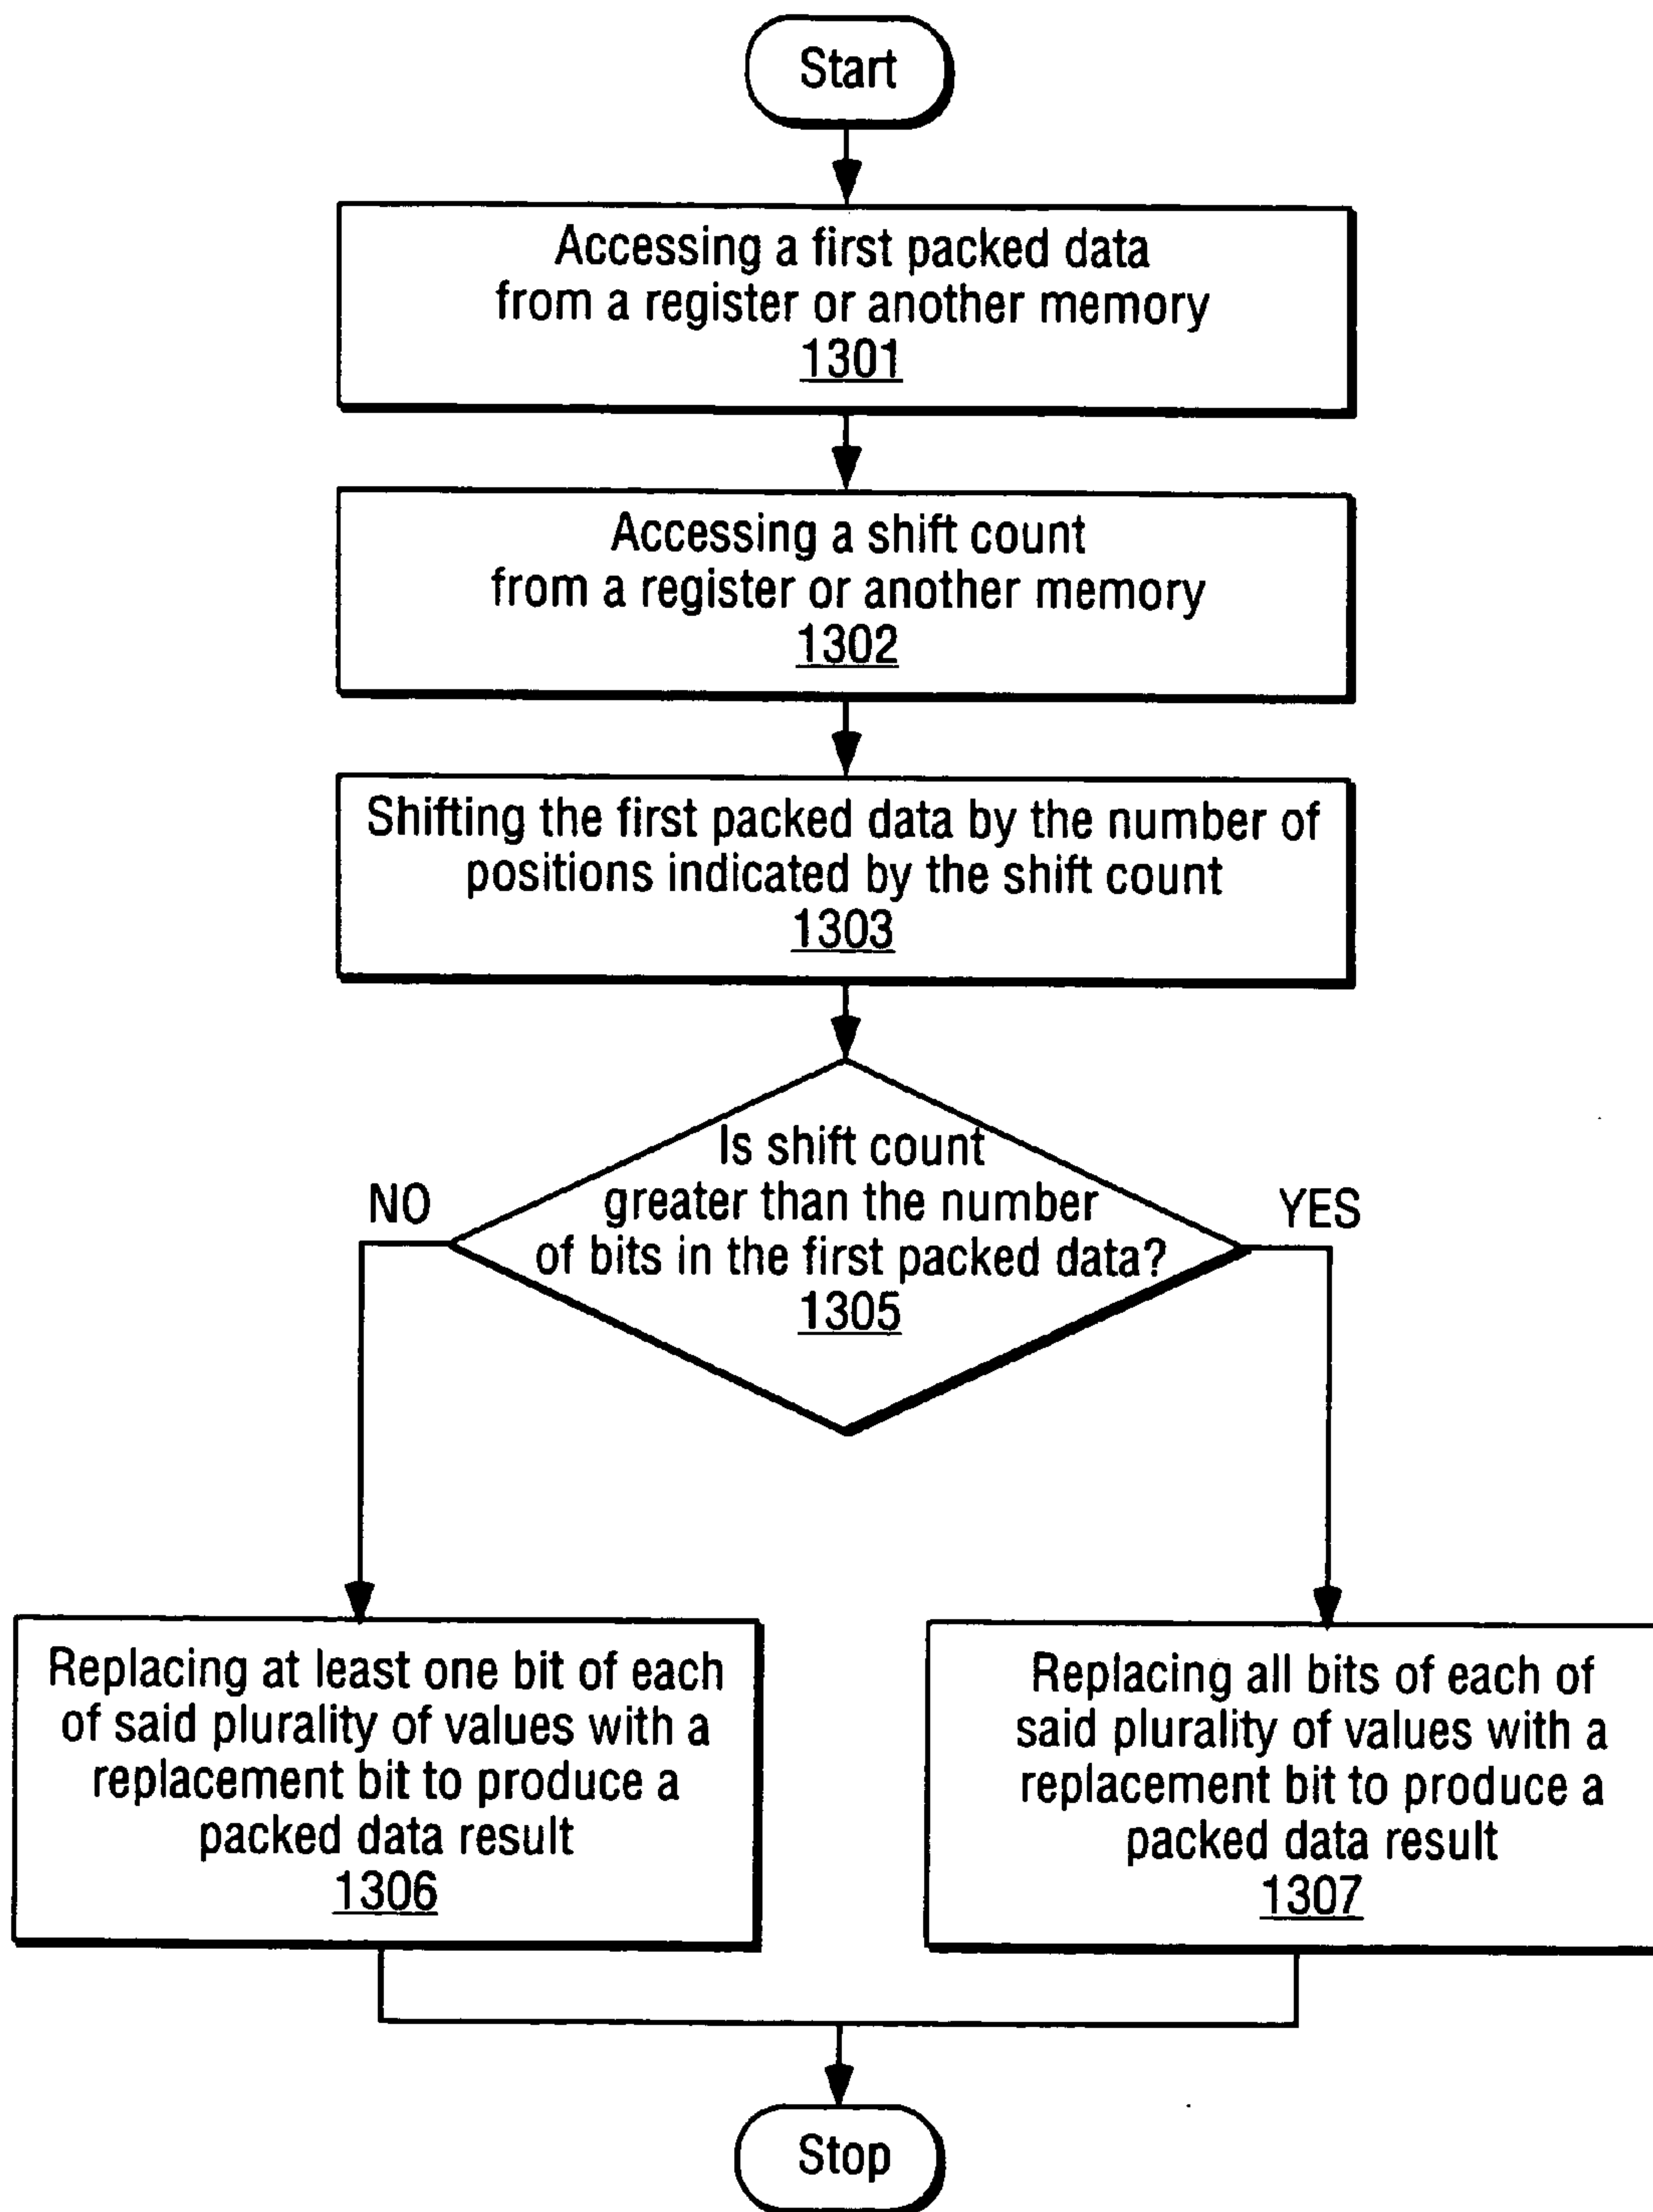 Start
Accessing a first packed data
from a register or another memory
1301
Accessing a shift count
from a register or another memory
1302
Shifting the first packed data by the number of
positions indicated by the shift count
1303
Is shift count
greater than the number
of bits in the first packed data?
1305
NO
YES
Replacing at least one bit of each
of said plurality of values with a
replacement bit to produce a
packed data result
1306
Replacing all bits of each of
said plurality of values with a
replacement bit to produce a
packed data result
1307
Stop